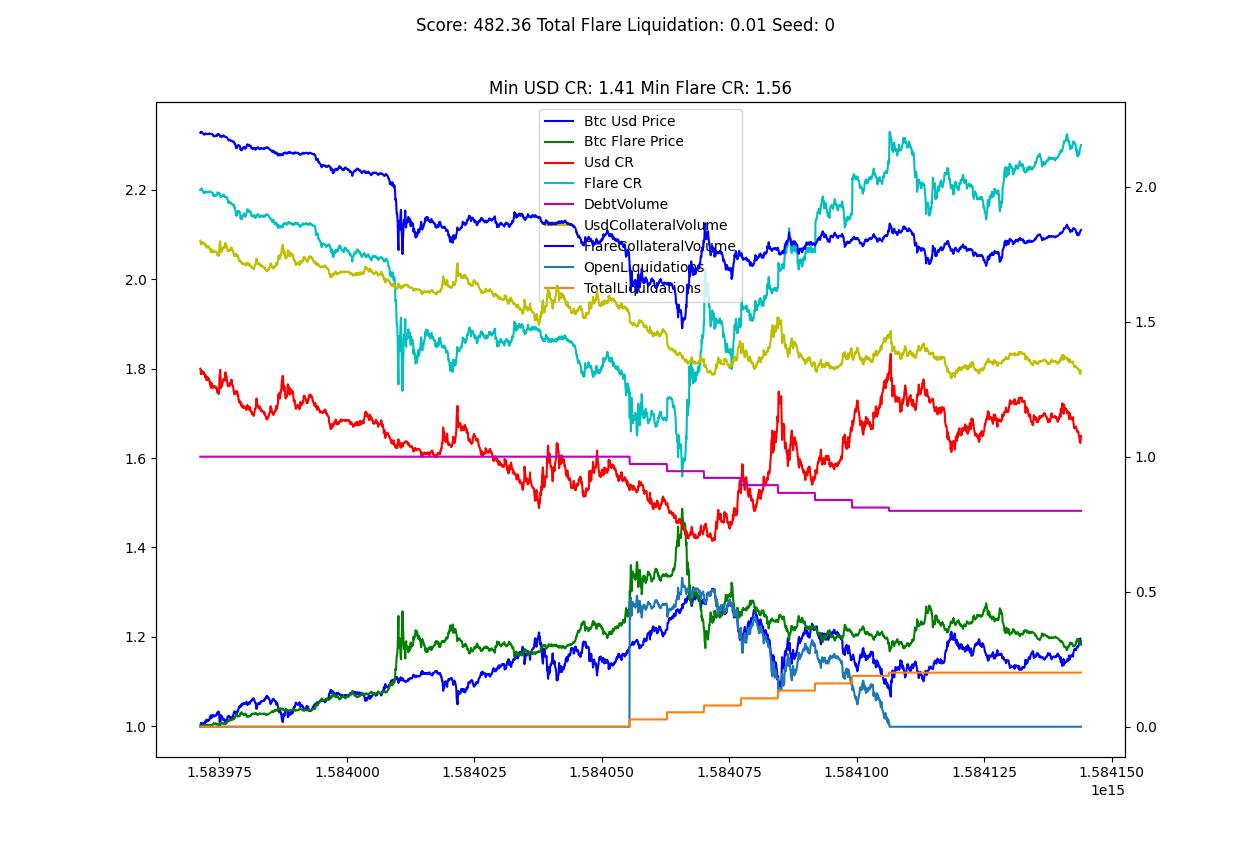 Score: 482.36 Total Flare Liquidation: 0.01 Seed: 0
Min USD CR: 1.41 Min Flare CR: 1.56
Btc Usd Price
Btc Flare Price
Usd CR
Flare CR
DebtVolume
UsdCollateralVolume
FlareCollateralVolume
OpenLiquidations
TotalLiquidations
2.2
2.0
1.8
1.6
1.4
1.2
1.0
2.0
1.5
1.0
0.5
0.0
1.583975 1.584000 1.584025 1.584050 1.584075 1.584100 1.584125 1.584150
1e15